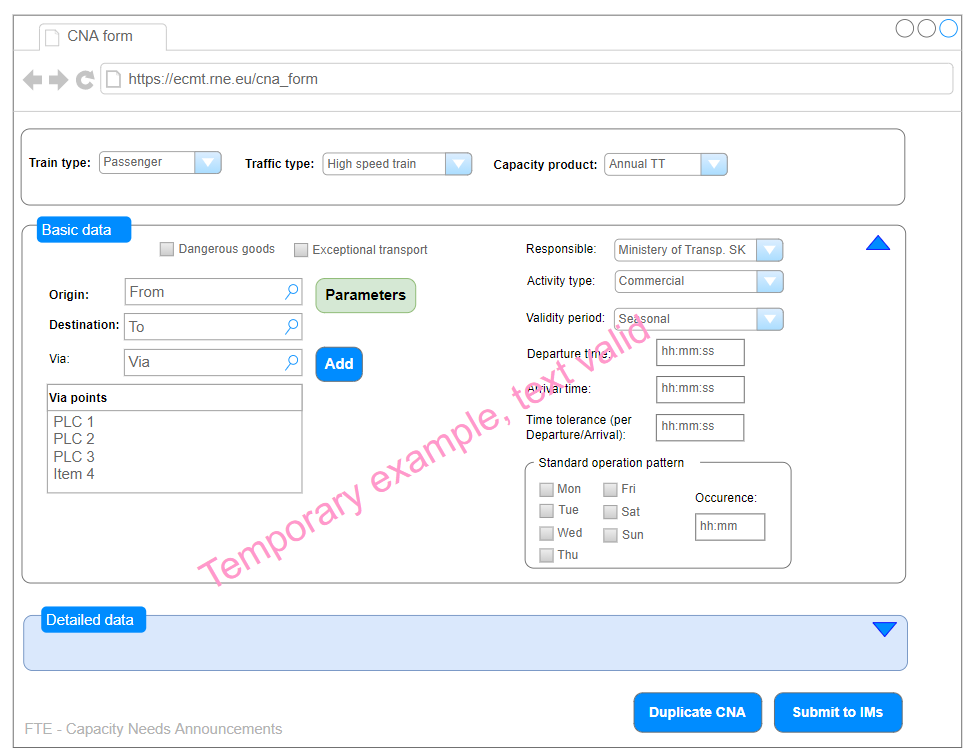 CNA form
https://ecmt.rne.eu/cna_form
Train type: Passenger Traffic type: High speed train Capacity product: Annual TT
Basic data
Dangerous goods Exceptional transport
Origin: From Parameters
Destination: To
Via: Via Add
Via points
PLC 1
PLC 2
PLC 3
Item 4
Responsible: Ministery of Transp. SK
Activity type: Commercial
Validity period: Seasonal
Departure time: hh:mm:ss
Arrival time: hh:mm:ss
Time tolerance (per
Departure/Arrival): hh:mm:ss
Standard operation pattern
Mon Fri
Tue Sat
Wed Sun
Thu
Occurence:
hh:mm
Temporary example, text valid
Detailed data
Duplicate CNA Submit to IMs
FTE - Capacity Needs Announcements